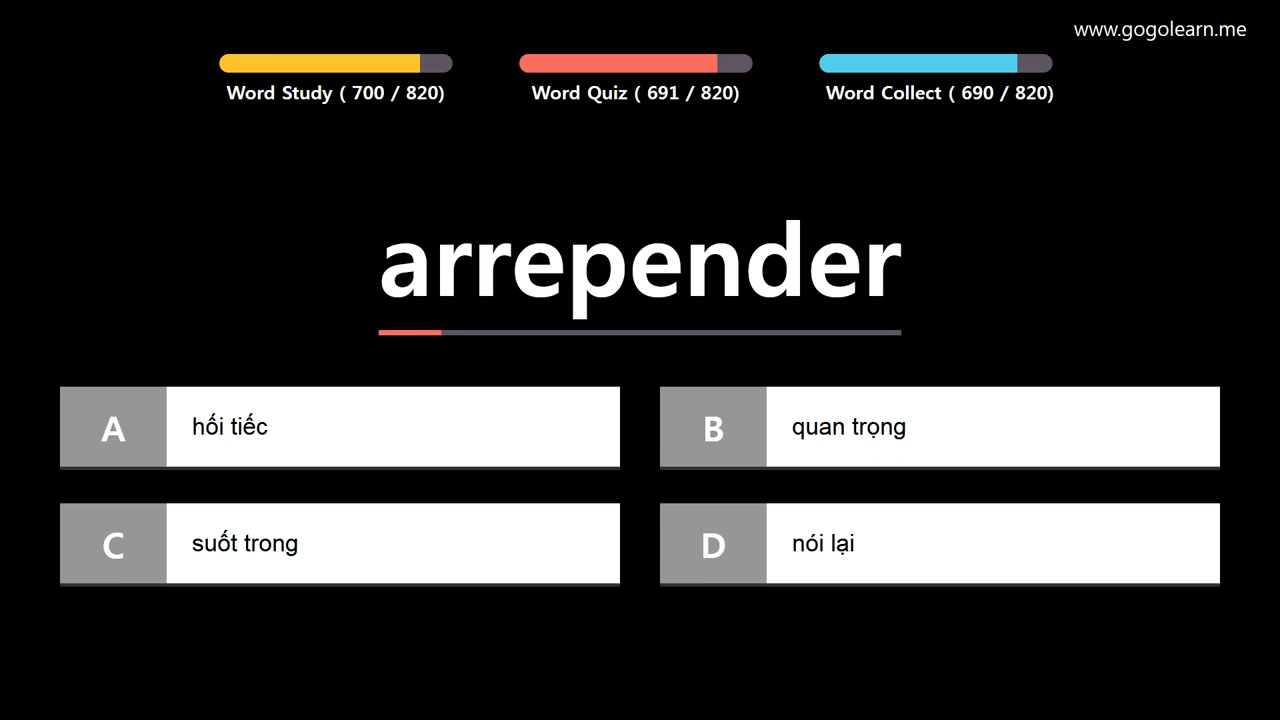 www.gogolearn.me
Word Study ( 700 / 820)
Word Quiz ( 691 / 820)
Word Collect ( 690 / 820)
arrepender
A hối tiếc
B quan trọng
C suốt trong
D nói lại